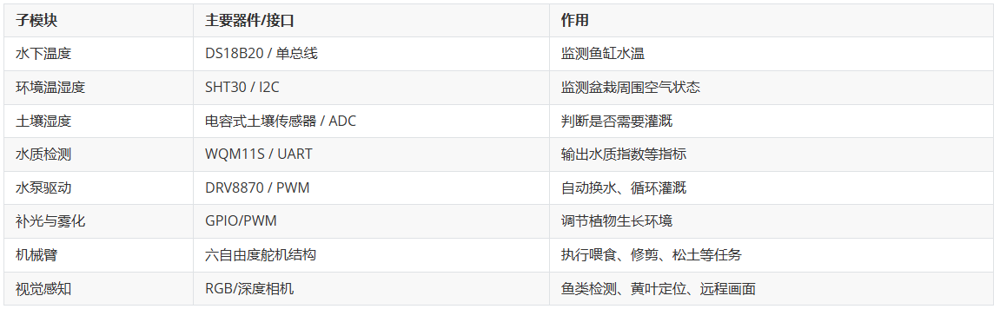 子模块 主要器件/接口 作用
水下温度 DS18B20 / 单总线 监测鱼缸水温
环境温湿度 SHT30 / I2C 监测盆栽周围空气状态
土壤湿度 电容式土壤传感器 / ADC 判断是否需要灌溉
水质检测 WQM11S / UART 输出水质指数等指标
水泵驱动 DRV8870 / PWM 自动换水、循环灌溉
补光与雾化 GPIO/PWM 调节植物生长环境
机械臂 六自由度舵机结构 执行喂食、修剪、松土等任务
视觉感知 RGB/深度相机 鱼类检测、黄叶定位、远程画面